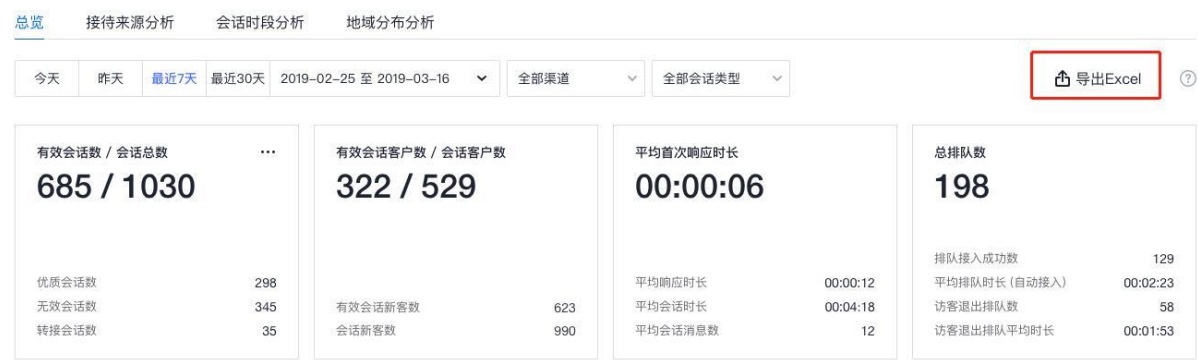 总览 接待来源分析 会话时段分析 地域分布分析
今天 昨天 最近7天 最近30天 2019-02-25 至 2019-03-16 全部渠道 全部会话类型 导出Excel ?
有效会话数 / 会话总数 ···
685 / 1030
优质会话数 298
无效会话数 345
转接会话数 35
有效会话客户数 / 会话客户数
322 / 529
有效会话新客数 623
会话新客数 990
平均首次响应时长
00:00:06
平均响应时长 00:00:12
平均会话时长 00:04:18
平均会话消息数 12
总排队数
198
排队接入成功数 129
平均排队时长 (自动接入) 00:02:23
访客退出排队数 58
访客退出排队平均时长 00:01:53